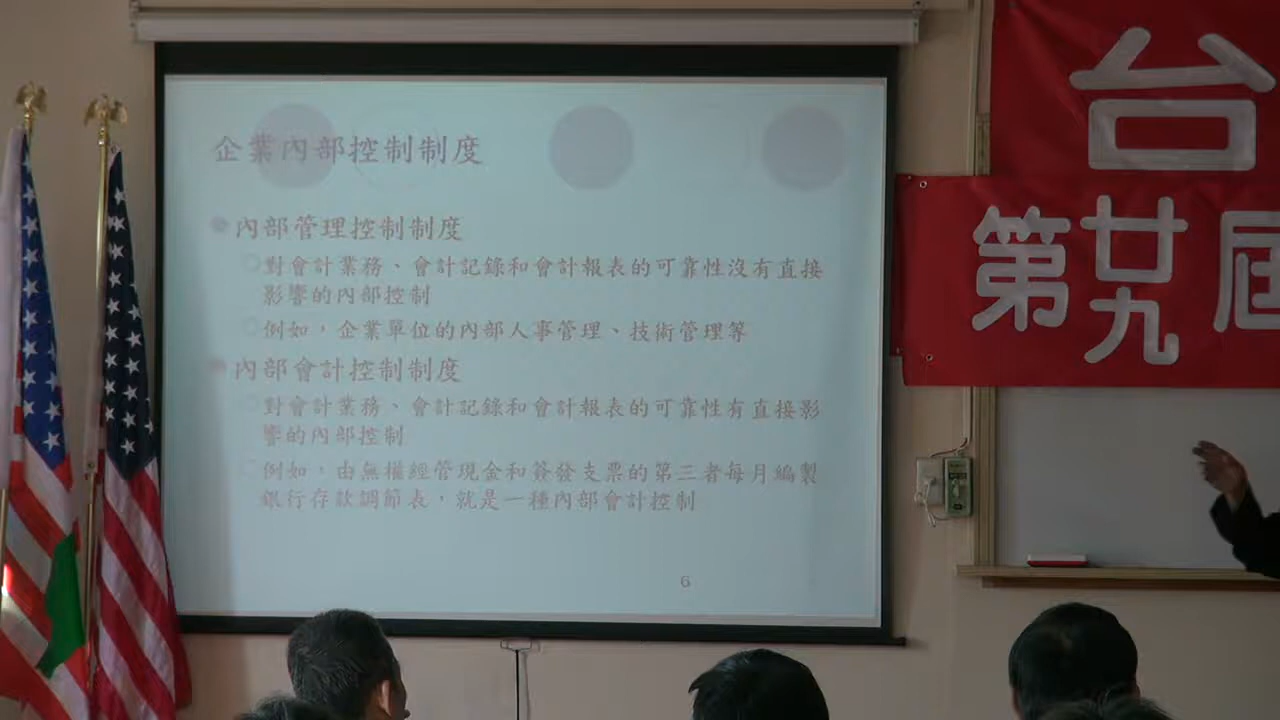 企業內部控制制度
內部管理控制制度
對會計業務、會計記錄和會計報表的可靠性沒有直接
影響的內部控制
例如，企業單位的內部人事管理、技術管理等
內部會計控制制度
對會計業務、會計記錄和會計報表的可靠性有直接影
響的內部控制
例如，由無權經管現金和簽發支票的第三者每月編製
銀行存款調節表，就是一種內部會計控制
6
台
第廿九屆